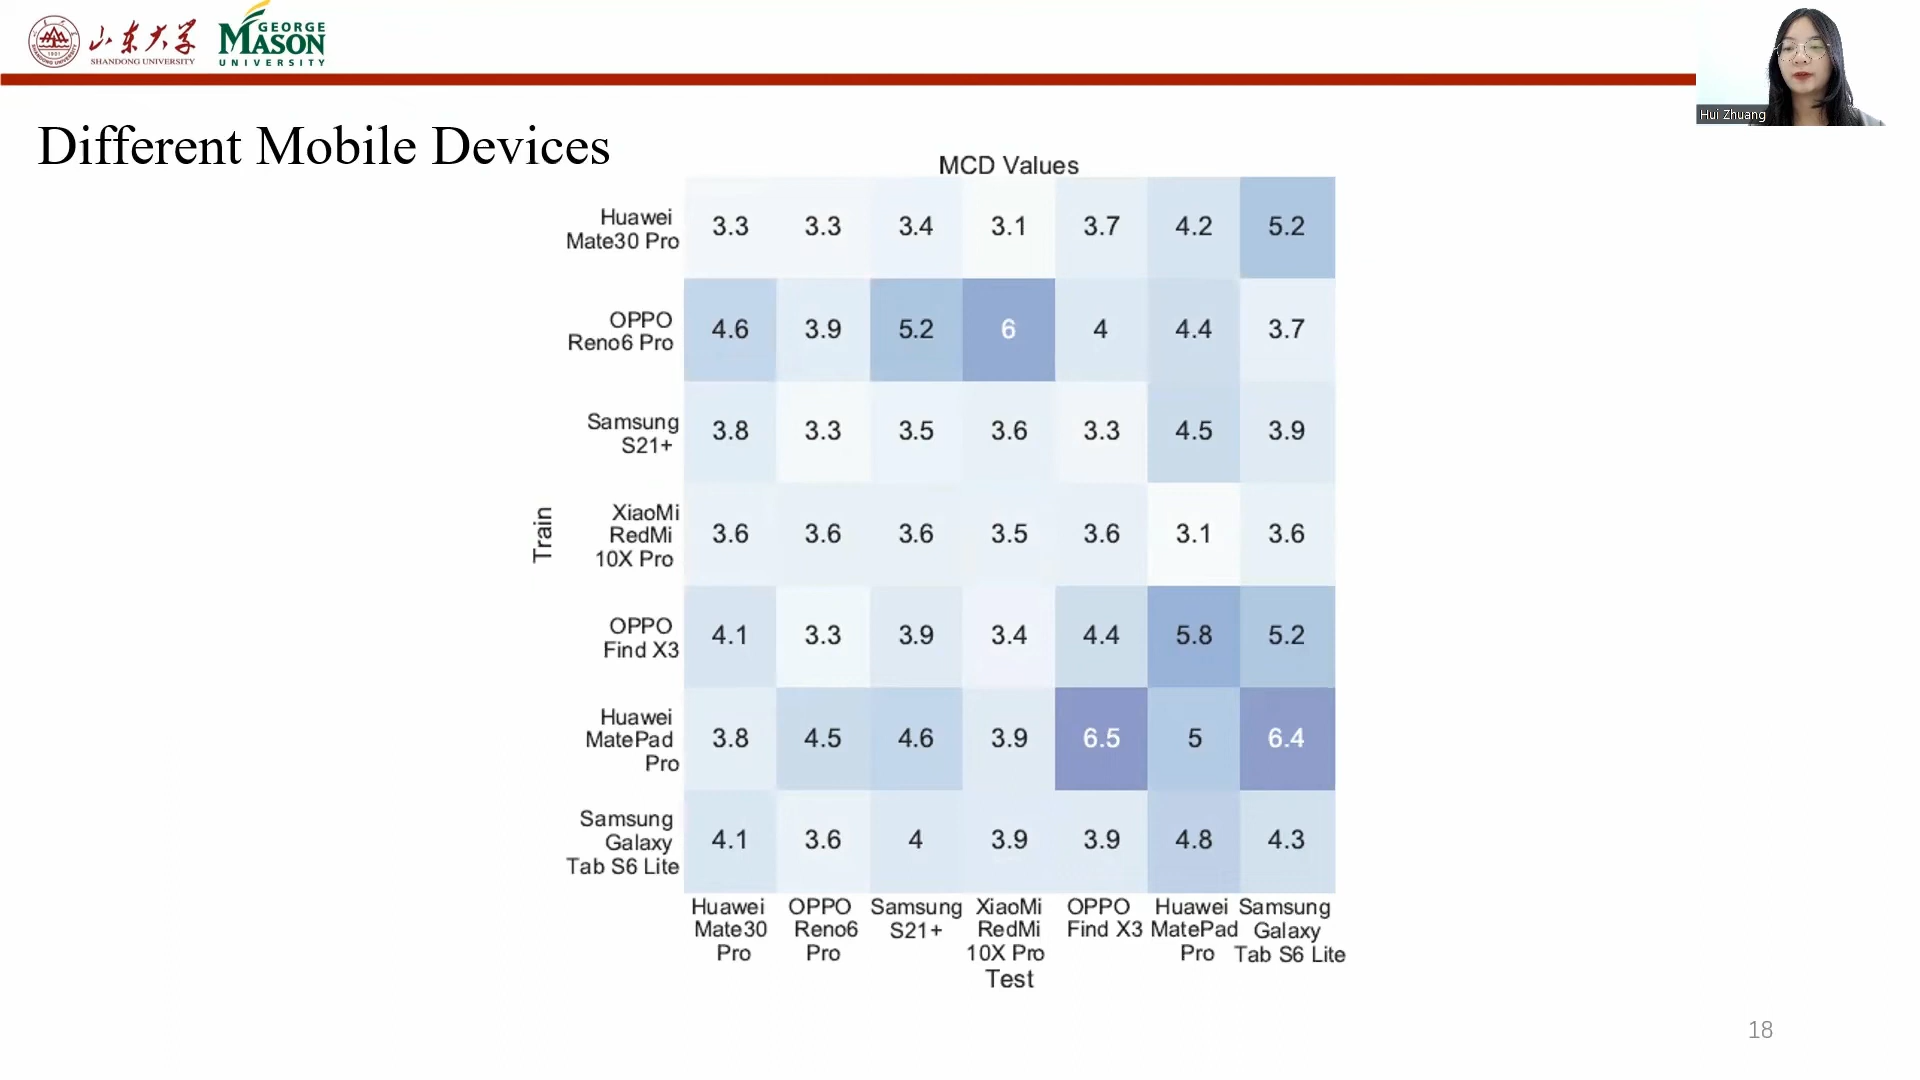 山东大学
SHANDONG UNIVERSITY
GEORGE
MASON
UNIVERSITY
Hui Zhuang
Different Mobile Devices
MCD Values
Huawei
Mate30 Pro
3.3 3.3 3.4 3.1 3.7 4.2 5.2
OPPO
Reno6 Pro
4.6 3.9 5.2 6 4 4.4 3.7
Samsung
S21+
3.8 3.3 3.5 3.6 3.3 4.5 3.9
Train
XiaoMi
RedMi
10X Pro
3.6 3.6 3.6 3.5 3.6 3.1 3.6
OPPO
Find X3
4.1 3.3 3.9 3.4 4.4 5.8 5.2
Huawei
MatePad
Pro
3.8 4.5 4.6 3.9 6.5 5 6.4
Samsung
Galaxy
Tab S6 Lite
4.1 3.6 4 3.9 3.9 4.8 4.3
Huawei OPPO Samsung XiaoMi OPPO Huawei Samsung
Mate30 Reno6 S21+ RedMi Find X3 MatePad Galaxy
Pro Pro 10X Pro Pro Tab S6 Lite
Test
18